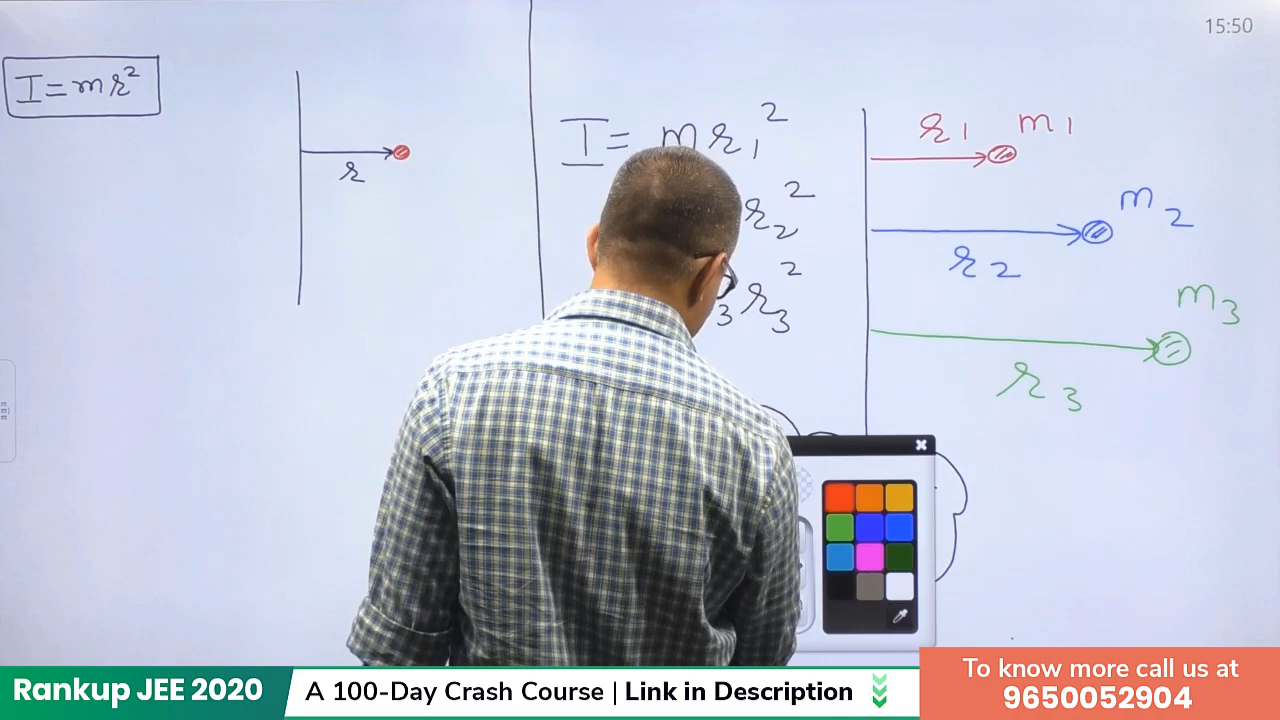 15:50
I = mr²
r
I = mr₁²
r₂²
₃r₃²
r₁ m₁
m₂
r₂
m₃
r₃
Rankup JEE 2020
A 100-Day Crash Course | Link in Description
To know more call us at
9650052904